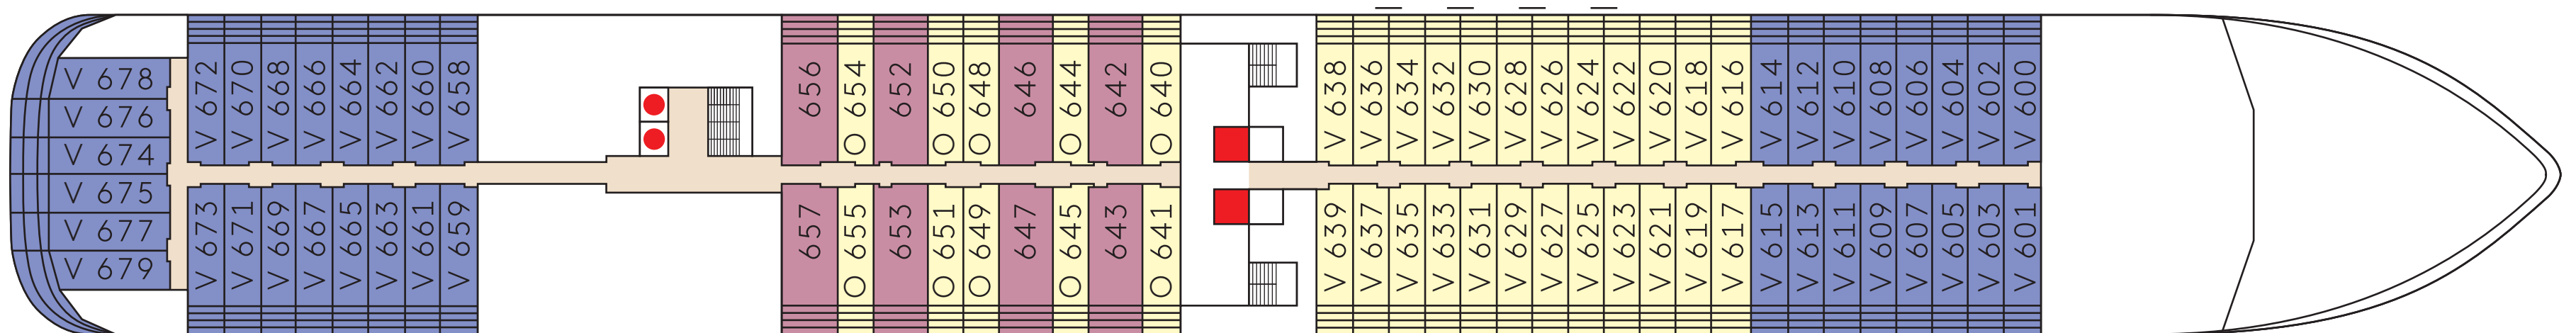 V 678
V 676
V 674
V 675
V 677
V 679
V 672
V 670
V 668
V 666
V 664
V 662
V 660
V 658
656
O 654
652
O 650
O 648
646
O 644
642
O 640
V 638
V 636
V 634
V 632
V 630
V 628
V 626
V 624
V 622
V 620
V 618
V 616
V 614
V 612
V 610
V 608
V 606
V 604
V 602
V 600
V 673
V 671
V 669
V 667
V 665
V 663
V 661
V 659
657
O 655
653
O 651
O 649
647
O 645
643
O 641
V 639
V 637
V 635
V 633
V 631
V 629
V 627
V 625
V 623
V 621
V 619
V 617
V 615
V 613
V 611
V 609
V 607
V 605
V 603
V 601